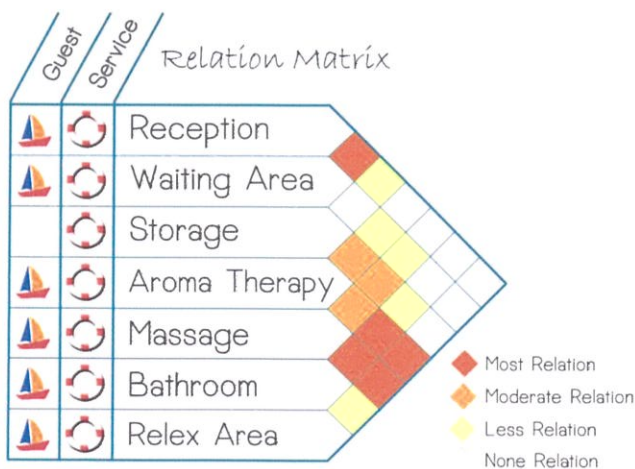 Guest
Service
Relation Matrix
Reception
Waiting Area
Storage
Aroma Therapy
Massage
Bathroom
Relex Area
Most Relation
Moderate Relation
Less Relation
None Relation